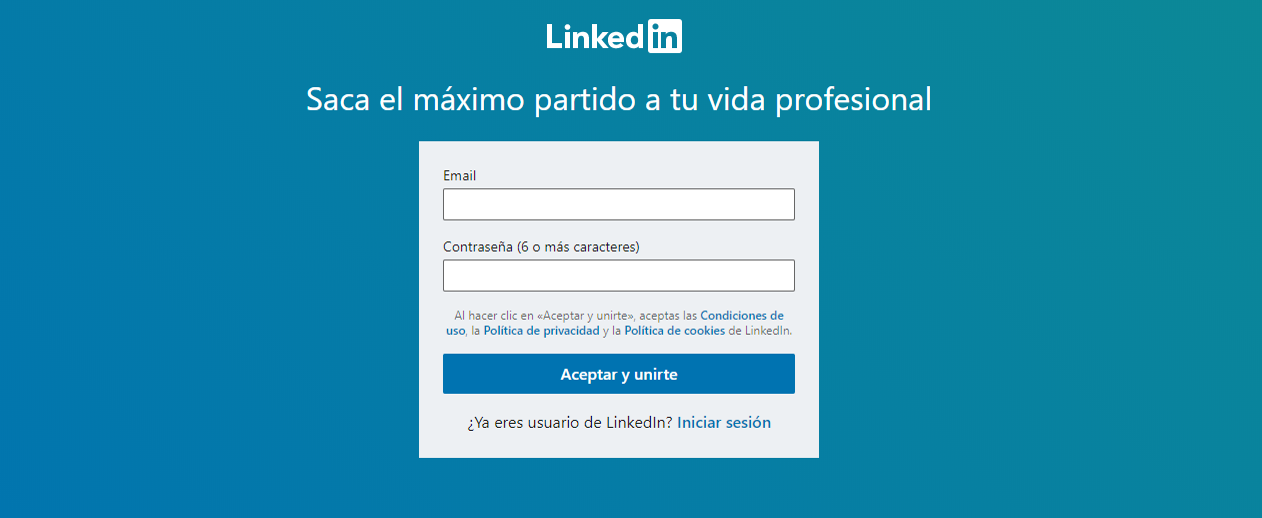 LinkedIn
Saca el máximo partido a tu vida profesional
Email
Contraseña (6 o más caracteres)
Al hacer clic en «Aceptar y unirte», aceptas las Condiciones de
uso, la Política de privacidad y la Política de cookies de LinkedIn.
Aceptar y unirte
¿Ya eres usuario de LinkedIn? Iniciar sesión